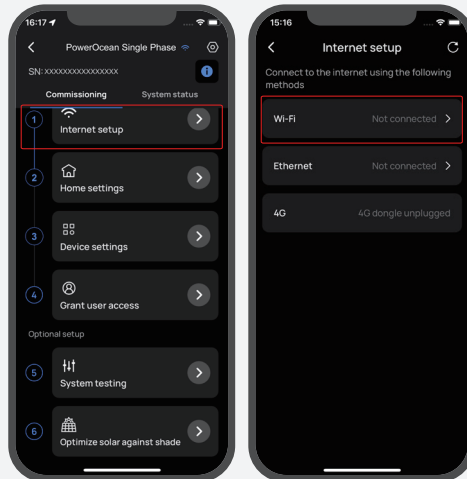 16:17
PowerOcean Single Phase
SN: XXXXXXXXXXXXXXX
Commissioning
System status
1
Internet setup
2
Home settings
3
Device settings
4
Grant user access
Optional setup
5
System testing
6
Optimize solar against shade
15:16
Internet setup
Connect to the internet using the following
methods
Wi-Fi
Not connected
Ethernet
Not connected
4G
4G dongle unplugged